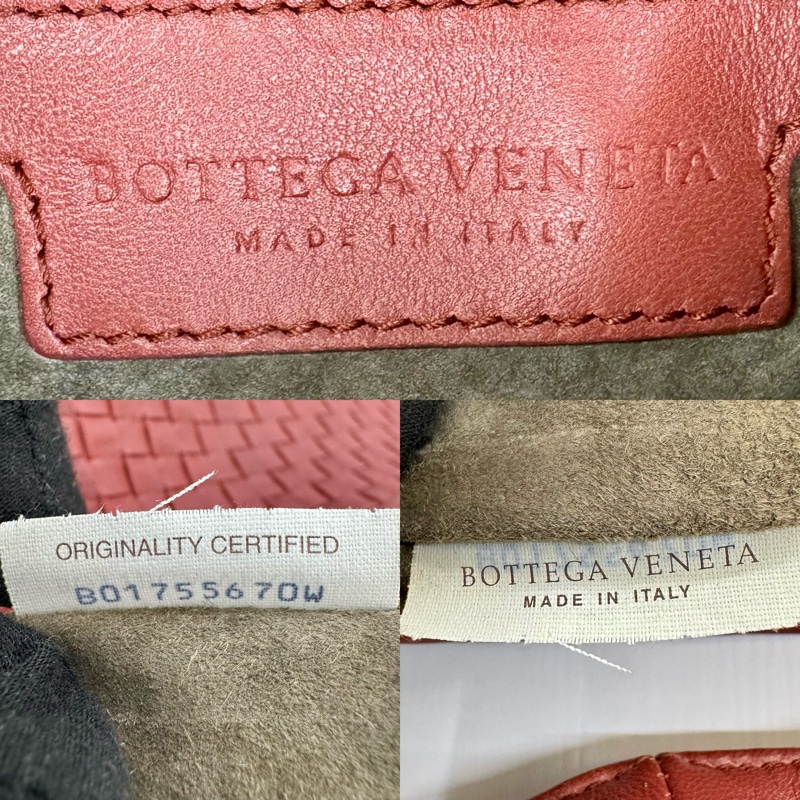 BOTTEGA VENETA
MADE IN ITALY
ORIGINALITY CERTIFIED
B01755670W
BOTTEGA VENETA
MADE IN ITALY